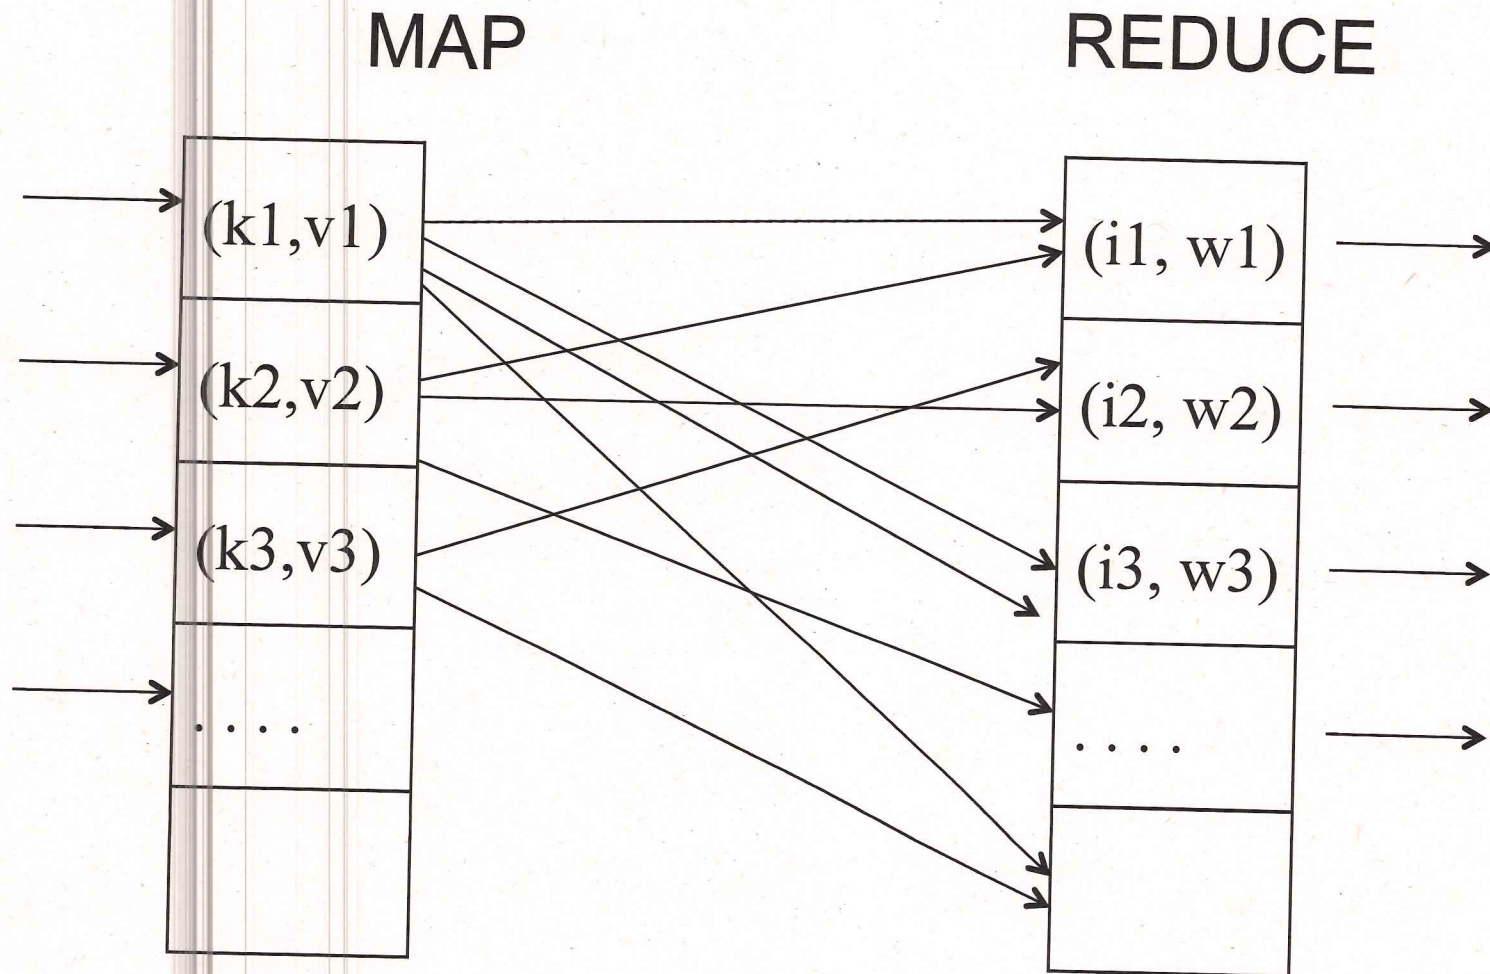 MAP
REDUCE
(k1,v1)
(k2,v2)
(k3,v3)
. . . .
(i1, w1)
(i2, w2)
(i3, w3)
. . . .